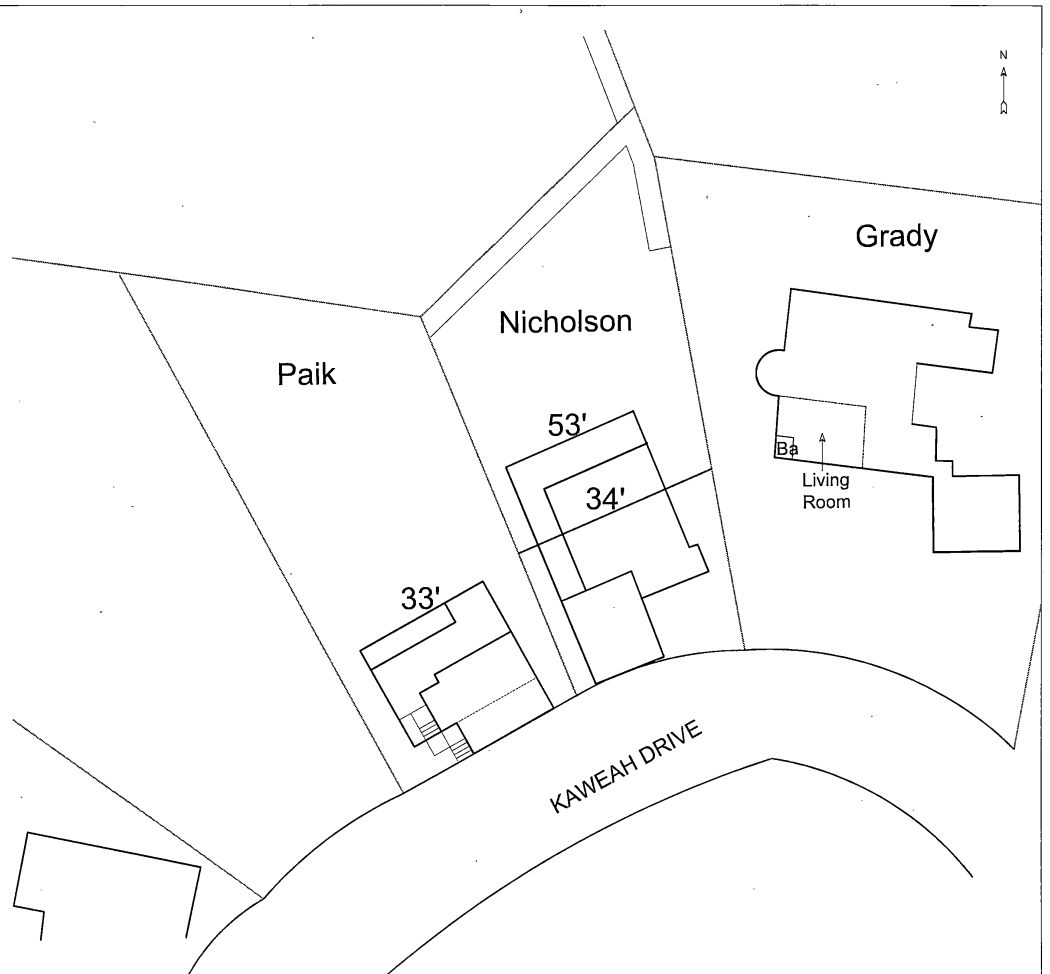 N
Grady
Nicholson
Paik
53'
Ba
34'
Living
Room
33'
KAWEAH DRIVE